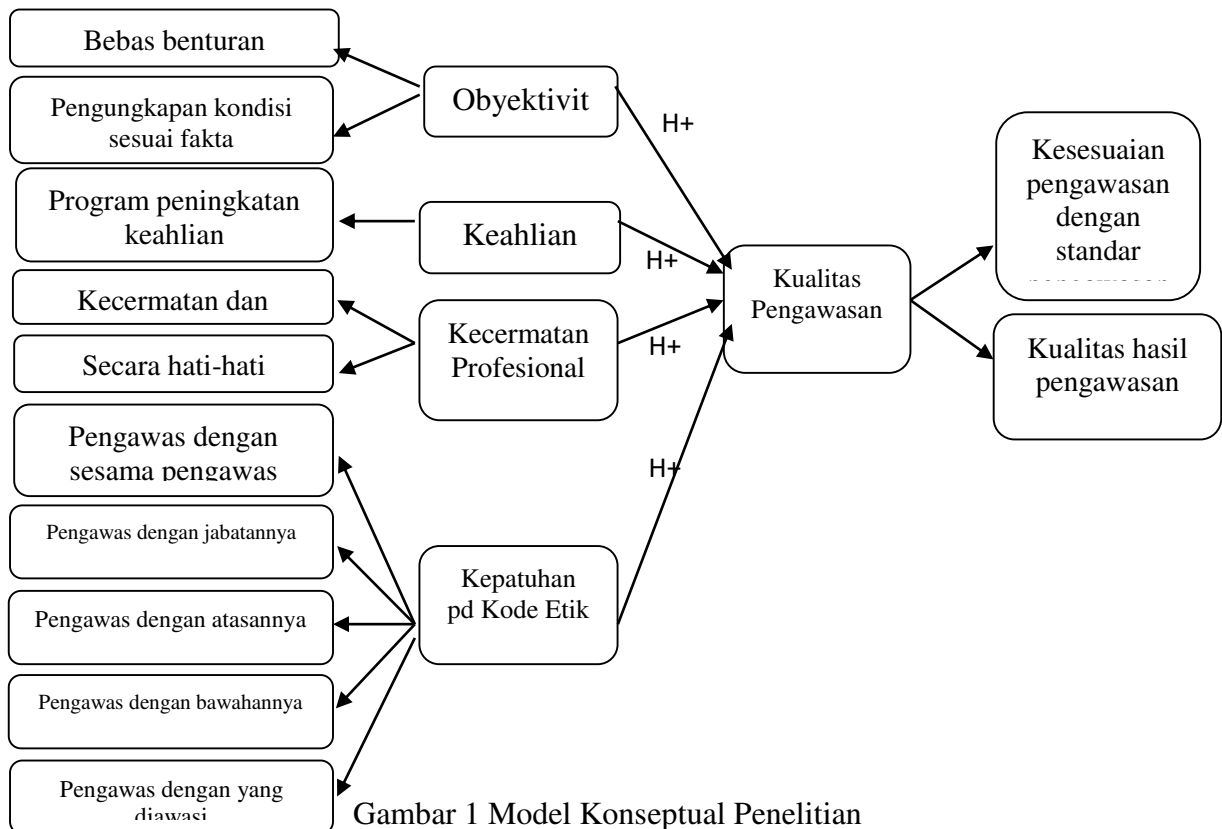 Bebas benturan
Pengungkapan kondisi
sesuai fakta
Program peningkatan
keahlian
Kecermatan dan
Secara hati-hati
Pengawas dengan
sesama pengawas
Pengawas dengan jabatannya
Pengawas dengan atasannya
Pengawas dengan bawahannya
Pengawas dengan yang
diawasi
Obyektivit
Keahlian
Kecermatan
Profesional
Kepatuhan
pd Kode Etik
H+
H+
H+
H+
Kualitas
Pengawasan
Kesesuaian
pengawasan
dengan
standar
Kualitas hasil
pengawasan
Gambar 1 Model Konseptual Penelitian